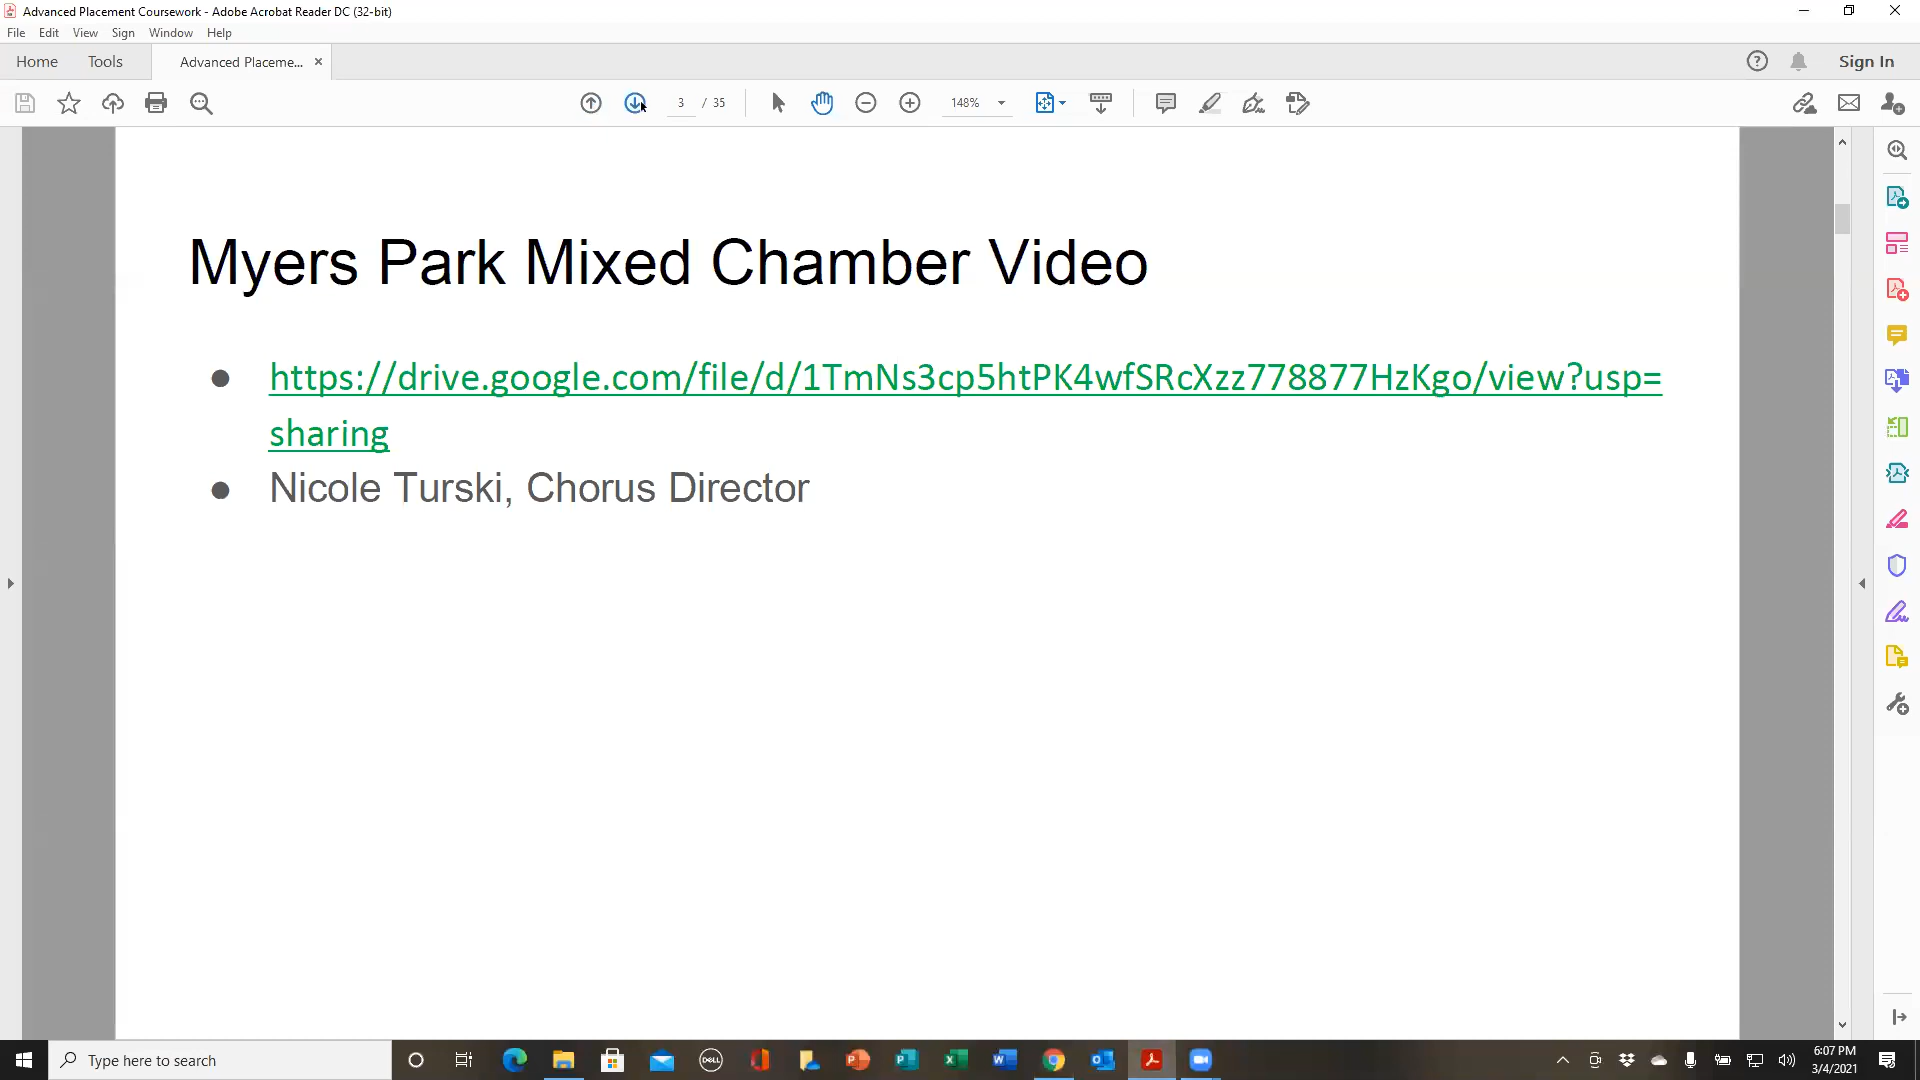 Advanced Placement Coursework - Adobe Acrobat Reader DC (32-bit)
File Edit View Sign Window Help
Home Tools Advanced Placeme... Sign In
3 / 35 148%
Myers Park Mixed Chamber Video
https://drive.google.com/file/d/1TmNs3cp5htPK4wfSRcXzz778877HzKgo/view?usp=
sharing
Nicole Turski, Chorus Director
Type here to search
DELL
6:07 PM
3/4/2021